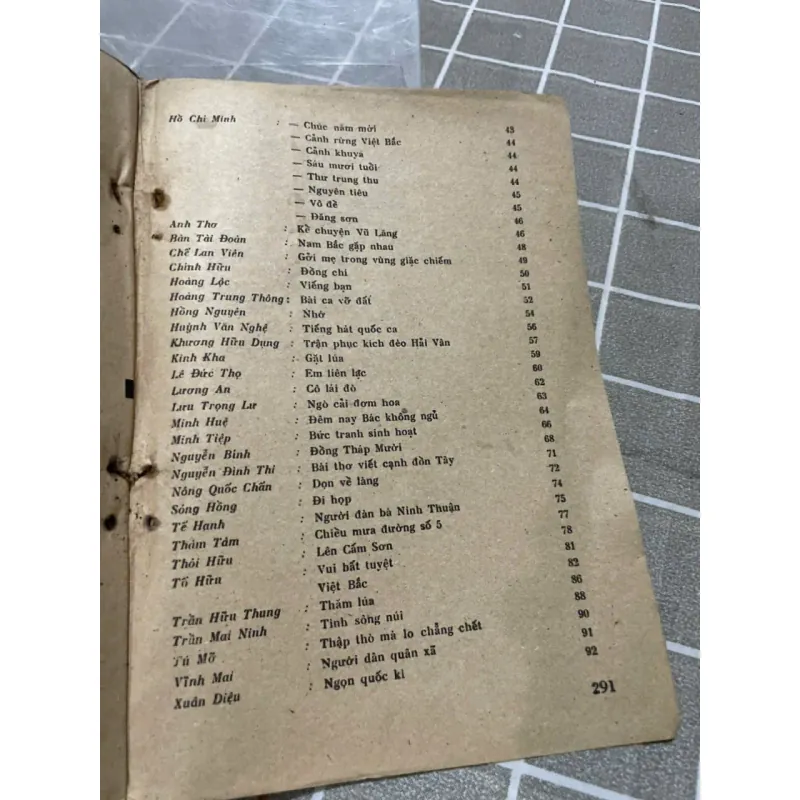 Hồ Chí Minh : — Chúc năm mới 43
— Cảnh rừng Việt Bắc 44
— Cảnh khuya 44
— Sáu mươi tuổi 44
— Thư trung thu 44
— Nguyên tiêu 45
— Vô đề 45
— Đăng sơn 46
Anh Thơ : Kể chuyện Vũ Lăng 46
Bàn Tài Đoàn : Nam Bắc gặp nhau 48
Chế Lan Viên : Gởi mẹ trong vùng giặc chiếm 49
Chính Hữu : Đồng chí 50
Hoàng Lộc : Viếng bạn 51
Hoàng Trung Thông : Bài ca vỡ đất 52
Hồng Nguyên : Nhớ 54
Huỳnh Văn Nghệ : Tiếng hát quốc ca 56
Khương Hữu Dụng : Trận phục kích đèo Hải Vân 57
Kinh Kha : Gặt lúa 59
Lê Đức Thọ : Em liên lạc 60
Lương An : Cô lái đò 62
Lưu Trọng Lư : Ngò cải đơm hoa 63
Minh Huệ : Đêm nay Bác không ngủ 64
Minh Tiệp : Bức tranh sinh hoạt 66
Nguyễn Bính : Đồng Tháp Mười 68
Nguyễn Đình Thi : Bài thơ viết cạnh đồn Tây 71
Nông Quốc Chấn : Dọn về làng 72
Sóng Hồng : Đi họp 74
Tế Hanh : Người đàn bà Ninh Thuận 75
Thâm Tâm : Chiều mưa đường số 5 77
Thôi Hữu : Lên Cấm Sơn 78
Tố Hữu : Vui bất tuyệt 81
Việt Bắc 82
Trần Hữu Thung : Thăm lúa 86
Trần Mai Ninh : Tình sông núi 88
Tú Mỡ : Thập thò mà lo chẳng chết 90
Vĩnh Mai : Người dân quân xã 91
Xuân Diệu : Ngọn quốc kì 92
291